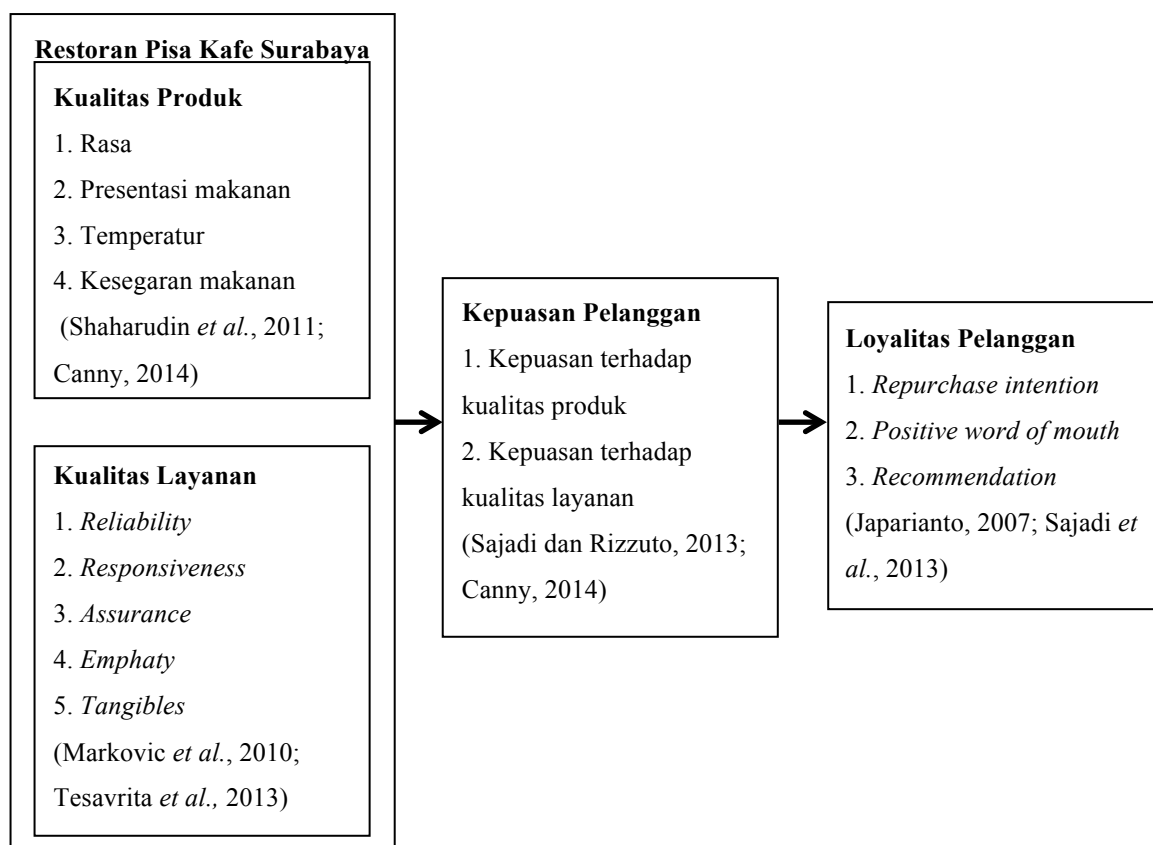 Restoran Pisa Kafe Surabaya
Kualitas Produk
1. Rasa
2. Presentasi makanan
3. Temperatur
4. Kesegaran makanan
(Shaharudin et al., 2011;
Canny, 2014)
Kualitas Layanan
1. Reliability
2. Responsiveness
3. Assurance
4. Emphaty
5. Tangibles
(Markovic et al., 2010;
Tesavrita et al., 2013)
Kepuasan Pelanggan
1. Kepuasan terhadap
kualitas produk
2. Kepuasan terhadap
kualitas layanan
(Sajadi dan Rizzuto, 2013;
Canny, 2014)
Loyalitas Pelanggan
1. Repurchase intention
2. Positive word of mouth
3. Recommendation
(Japarianto, 2007; Sajadi et
al., 2013)